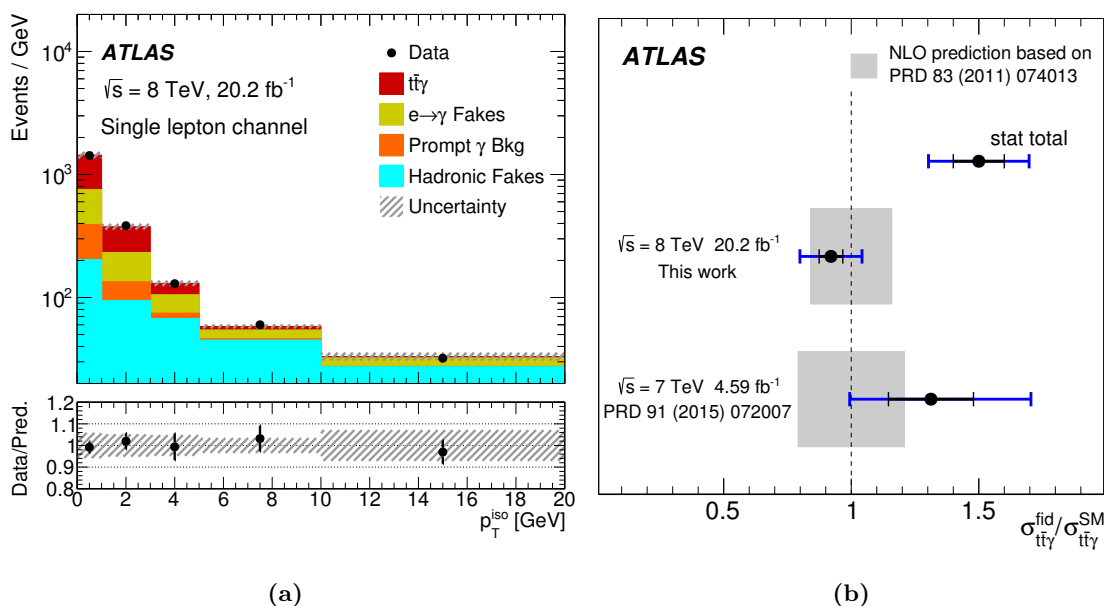 ATLAS
√s = 8 TeV, 20.2 fb⁻¹
Single lepton channel
Data
tt̄γ
e→γ Fakes
Prompt γ Bkg
Hadronic Fakes
Uncertainty
Events / GeV
10⁴
10³
10²
Data/Pred.
1.2
1.1
1
0.9
0.8
0 2 4 6 8 10 12 14 16 18 20
p_T^iso [GeV]
(a)
ATLAS
NLO prediction based on
PRD 83 (2011) 074013
stat total
√s = 8 TeV 20.2 fb⁻¹
This work
√s = 7 TeV 4.59 fb⁻¹
PRD 91 (2015) 072007
0.5 1 1.5
σ_tt̄γ^fid/σ_tt̄γ^SM
(b)